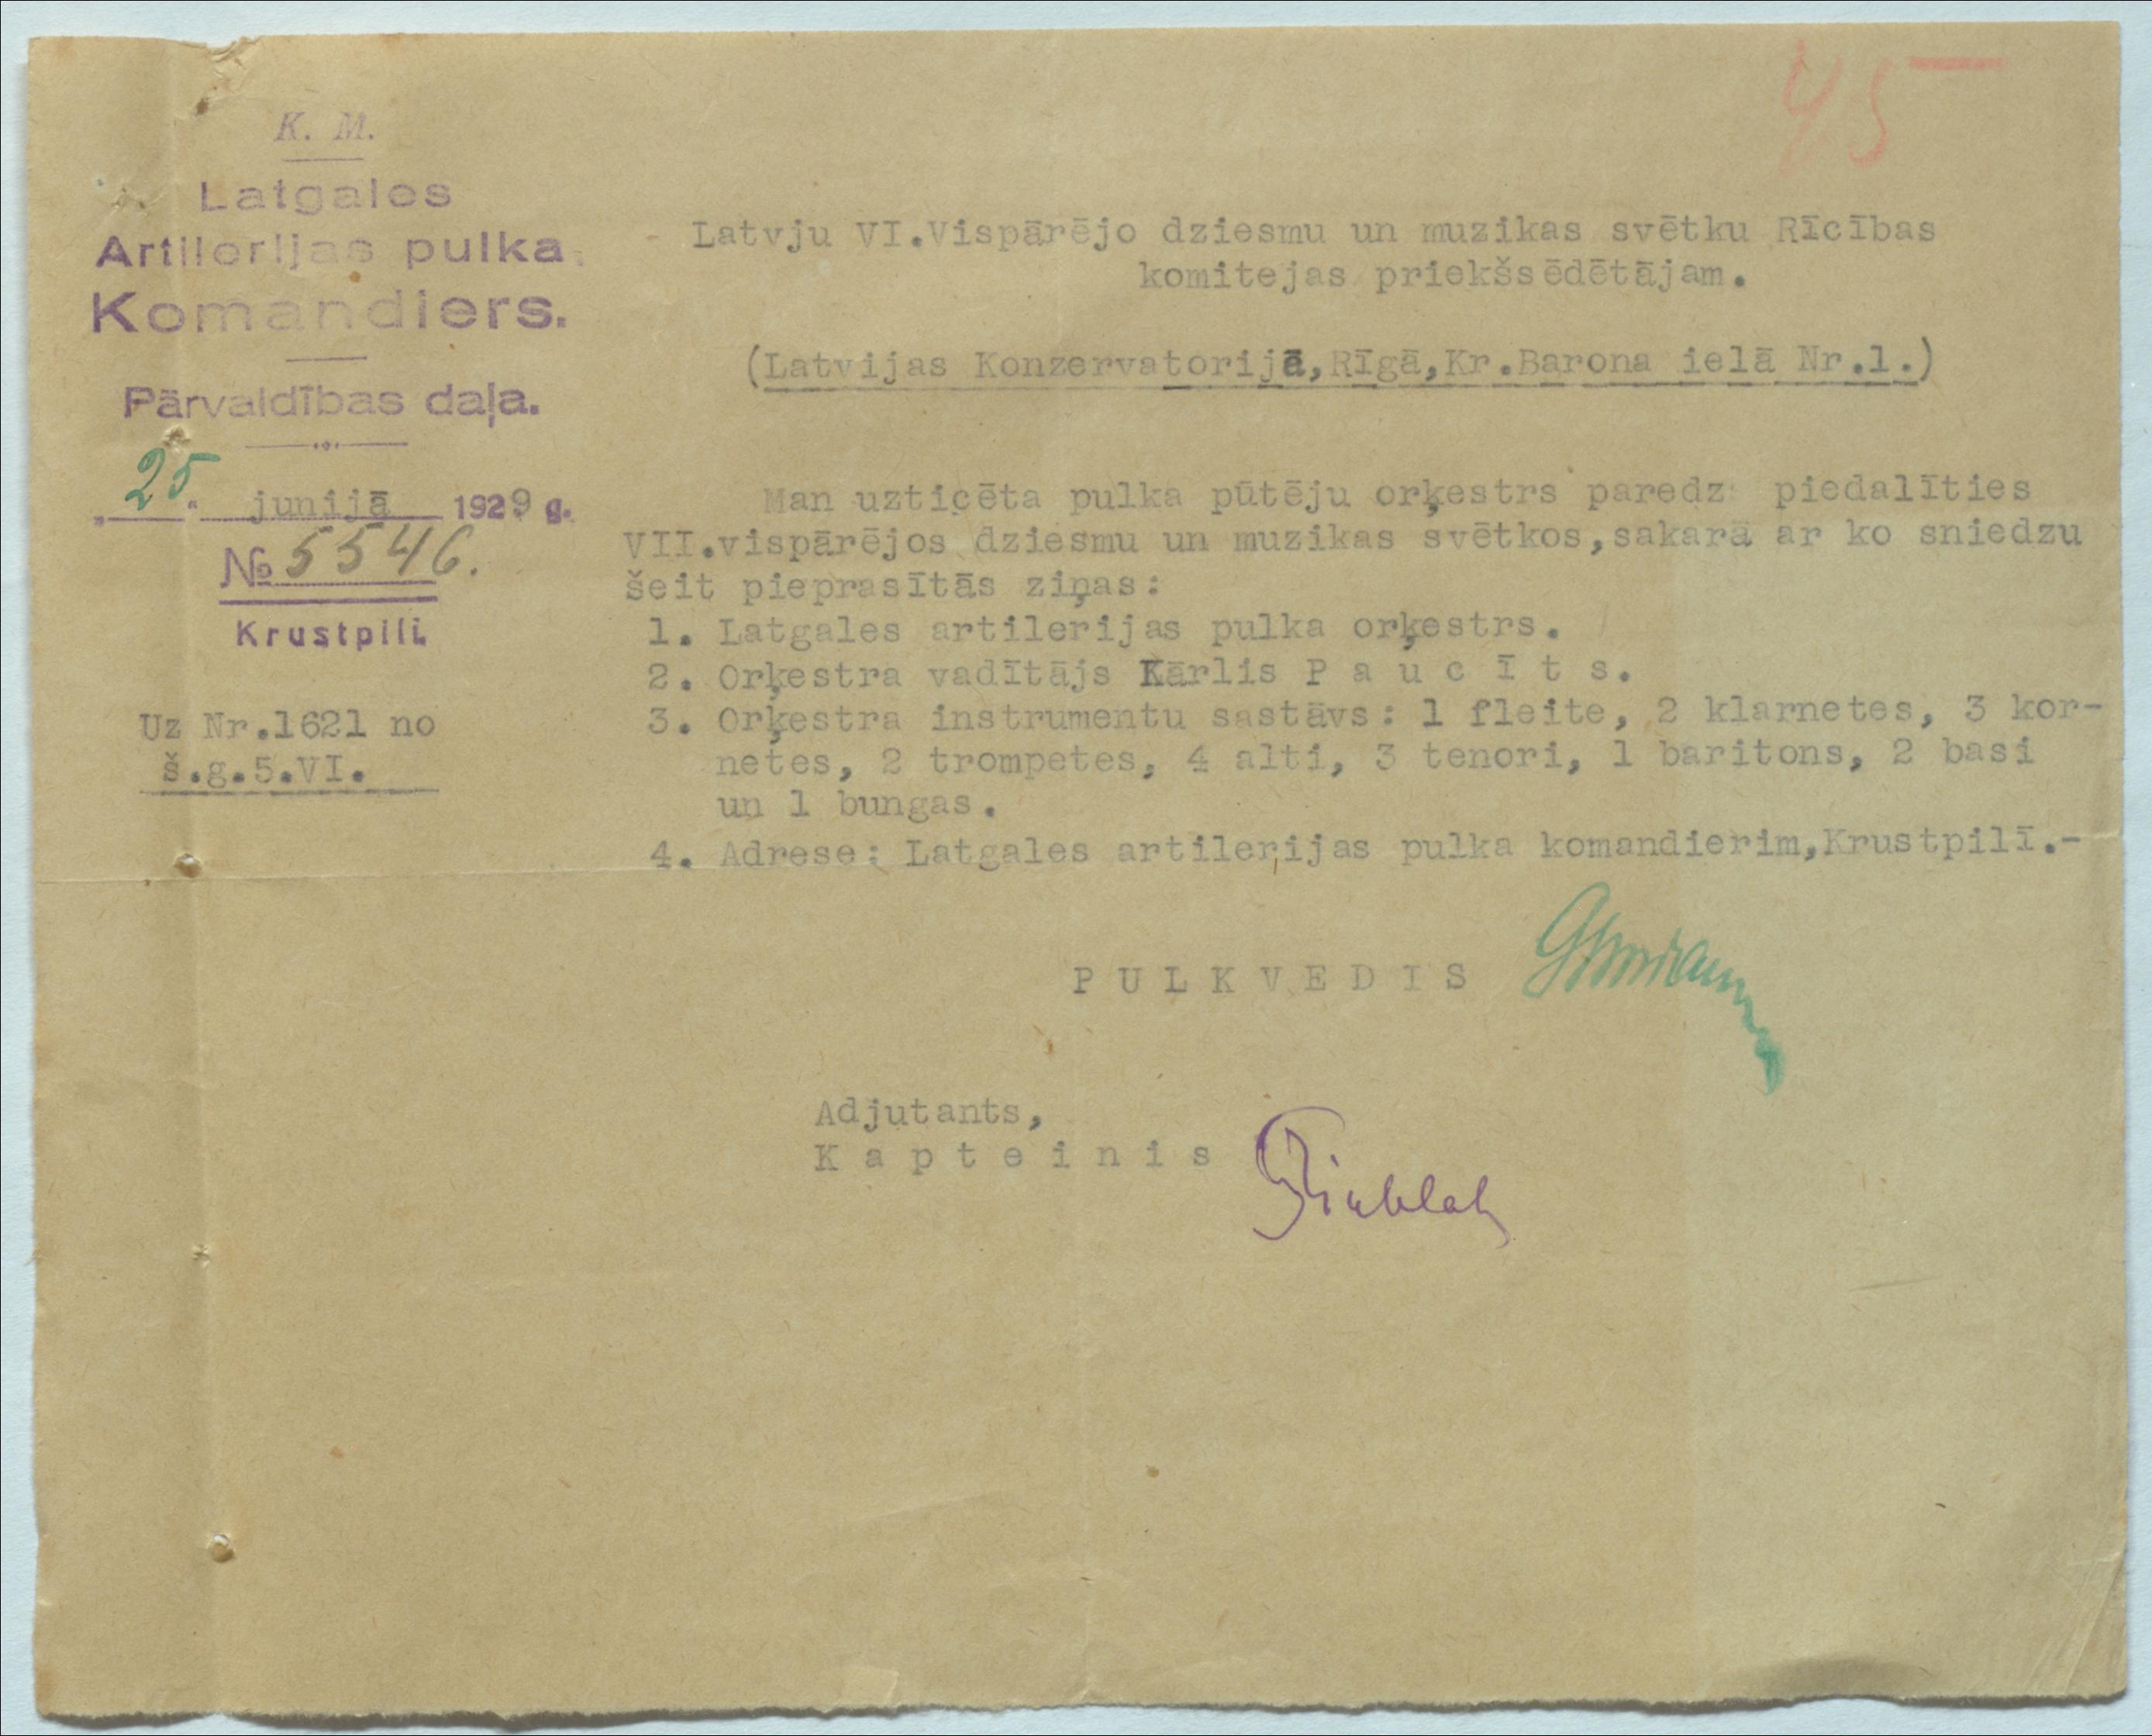 45
K. M.
Latgales
Artilerijas pulka
Komandiers.
Pārvaldības daļa.
„25." junijā 1929 g.
№ 5546.
Krustpilī.
Uz Nr.1621 no
š.g.5.VI.
Latvju VI.Vispārējo dziesmu un muzikas svētku Rīcības
komitejas priekšsēdētājam.
(Latvijas Konzervatorijā,Rīgā,Kr.Barona ielā Nr.1.)
Man uzticēta pulka pūtēju orķestrs paredz piedalīties
VII.vispārējos dziesmu un muzikas svētkos,sakarā ar ko sniedzu
šeit pieprasītās ziņas:
1. Latgales artilerijas pulka orķestrs.
2. Orķestra vadītājs Kārlis P a u c ī t s.
3. Orķestra instrumentu sastāvs: 1 fleite, 2 klarnetes, 3 kor-
netes, 2 trompetes, 4 alti, 3 tenori, 1 baritons, 2 basi
un 1 bungas.
4. Adrese: Latgales artilerijas pulka komandierim,Krustpilī.-
P U L K V E D I S
Adjutants,
K a p t e i n i s